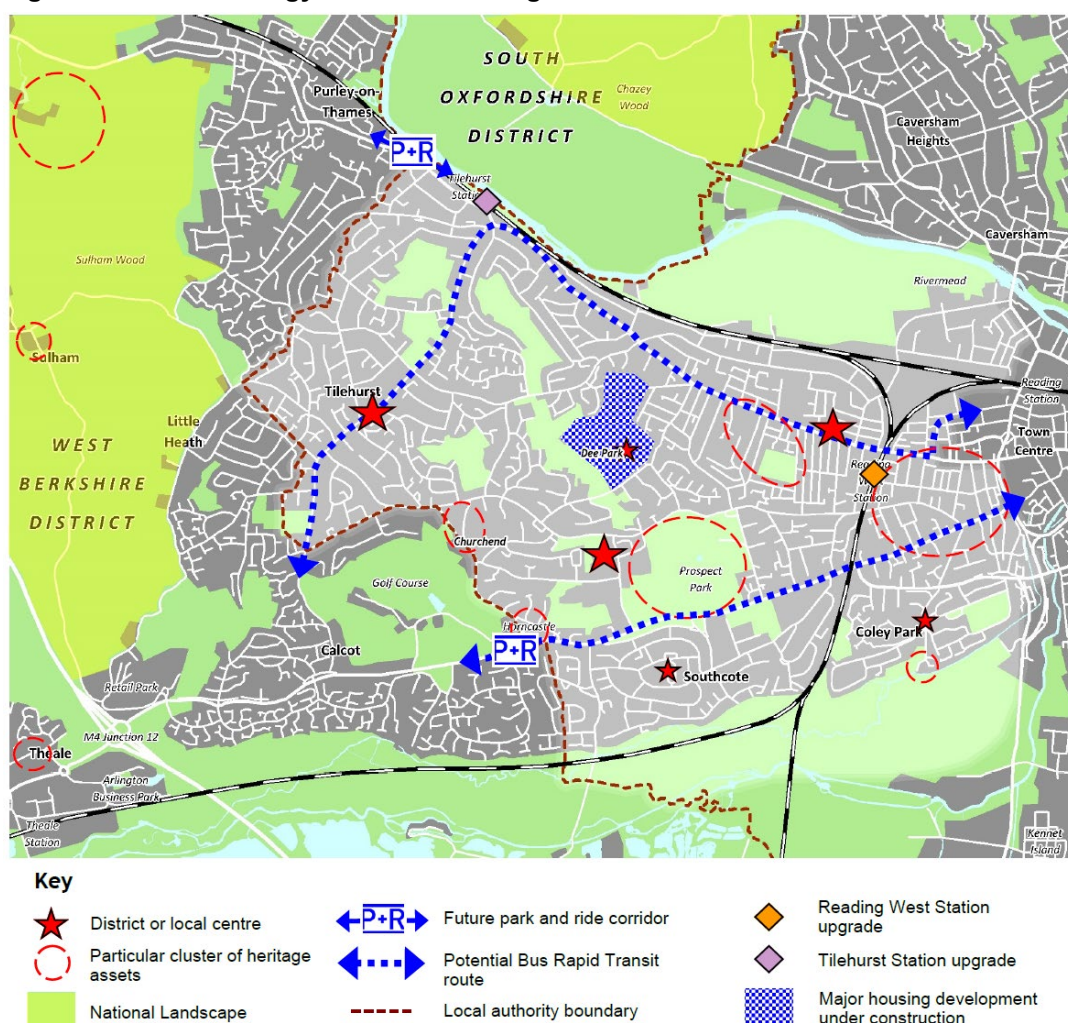 SOUTH
OXFORDSHIRE
DISTRICT
Chazey
Wood
Purley-on-
Thames
P+R
Tilehurst
Caversham
Heights
Caversham
Rivermead
Sulham Wood
Sulham
Tilehurst
Little
Heath
WEST
BERKSHIRE
DISTRICT
Dee Park
Reading
Station
Town
Centre
Station
Churchend
Golf Course
Prospect
Park
Horncastle
P+R
Calcot
Coley Park
Southcote
Retail Park
M4 Junction 12
Theale
Arlington
Business Park
Theale
Station
Kennet
Island
Key
District or local centre
Particular cluster of heritage
assets
National Landscape
P+R
Future park and ride corridor
Potential Bus Rapid Transit
route
Local authority boundary
Reading West Station
upgrade
Tilehurst Station upgrade
Major housing development
under construction